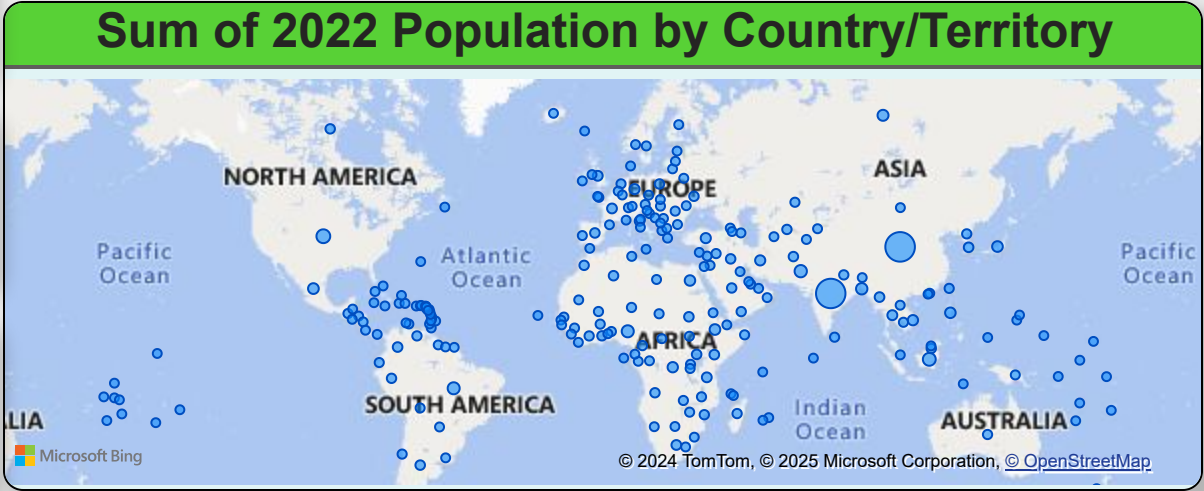 Sum of 2022 Population by Country/Territory
NORTH AMERICA
ASIA
EUROPE
Pacific
Ocean
Atlantic
Ocean
Pacific
Ocean
AFRICA
SOUTH AMERICA
Indian
Ocean
LIA
AUSTRALIA
Microsoft Bing
© 2024 TomTom, © 2025 Microsoft Corporation, © OpenStreetMap